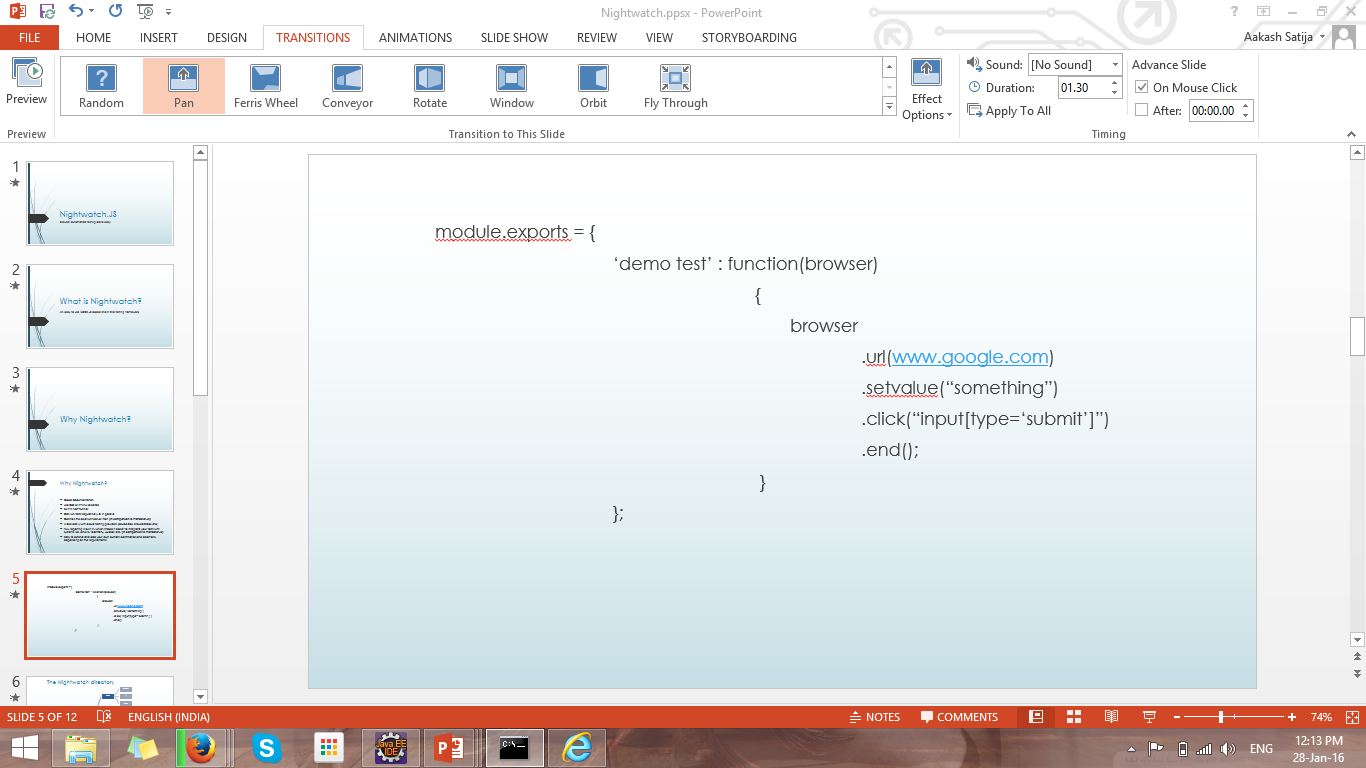 Nightwatch.ppsx - PowerPoint
?
FILE HOME INSERT DESIGN TRANSITIONS ANIMATIONS SLIDE SHOW REVIEW VIEW STORYBOARDING
Aakash Satija
Preview
Random Pan Ferris Wheel Conveyor Rotate Window Orbit Fly Through
Effect
Options
Sound: [No Sound]
Duration: 01.30
Apply To All
Advance Slide
On Mouse Click
After: 00:00.00
Preview Transition to This Slide Timing
1
Nightwatch.JS
2
What is Nightwatch?
3
Why Nightwatch?
4
Why Nightwatch?
5
6
The Nightwatch directory
module.exports = {
‘demo test’ : function(browser)
{
browser
.url(www.google.com)
.setvalue(“something”)
.click(“input[type=‘submit’]”)
.end();
}
};
SLIDE 5 OF 12 ENGLISH (INDIA) NOTES COMMENTS 74%
Java EE
IDE
C:\
ENG
12:13 PM
28-Jan-16